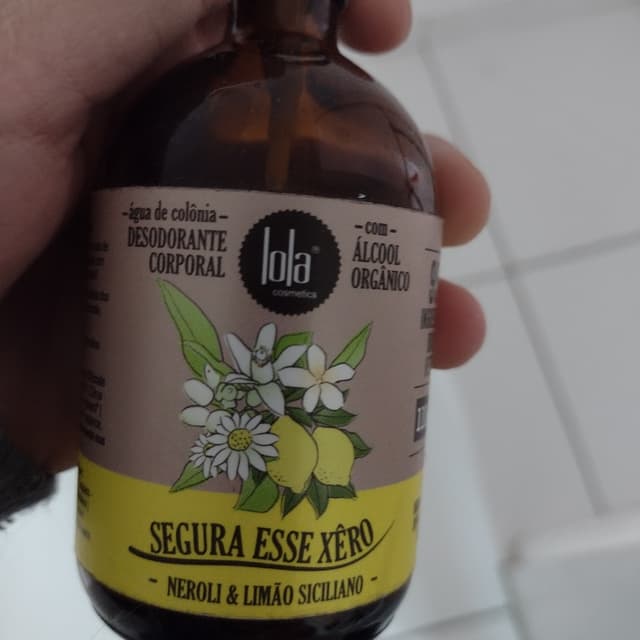 -água de colônia-
DESODORANTE
CORPORAL
lola
cosmetics
-com-
ÁLCOOL
ORGÂNICO
SEGURA ESSE XÊRO
- NEROLI & LIMÃO SICILIANO -